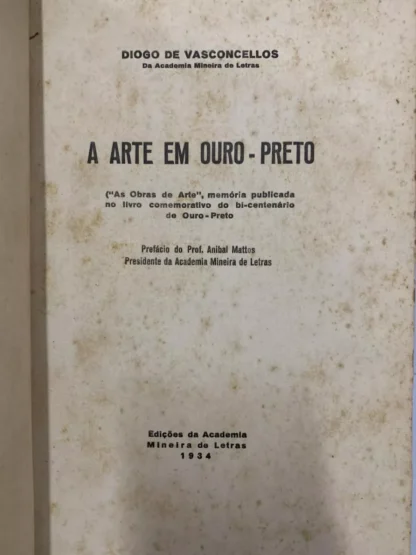 DIOGO DE VASCONCELLOS
Da Academia Mineira de Letras
A ARTE EM OURO-PRETO
("As Obras de Arte", memória publicada
no livro comemorativo do bi-centenário
de Ouro-Preto
Prefácio do Prof. Anibal Mattos
Presidente da Academia Mineira de Letras
Edições da Academia
Mineira de Letras
1934